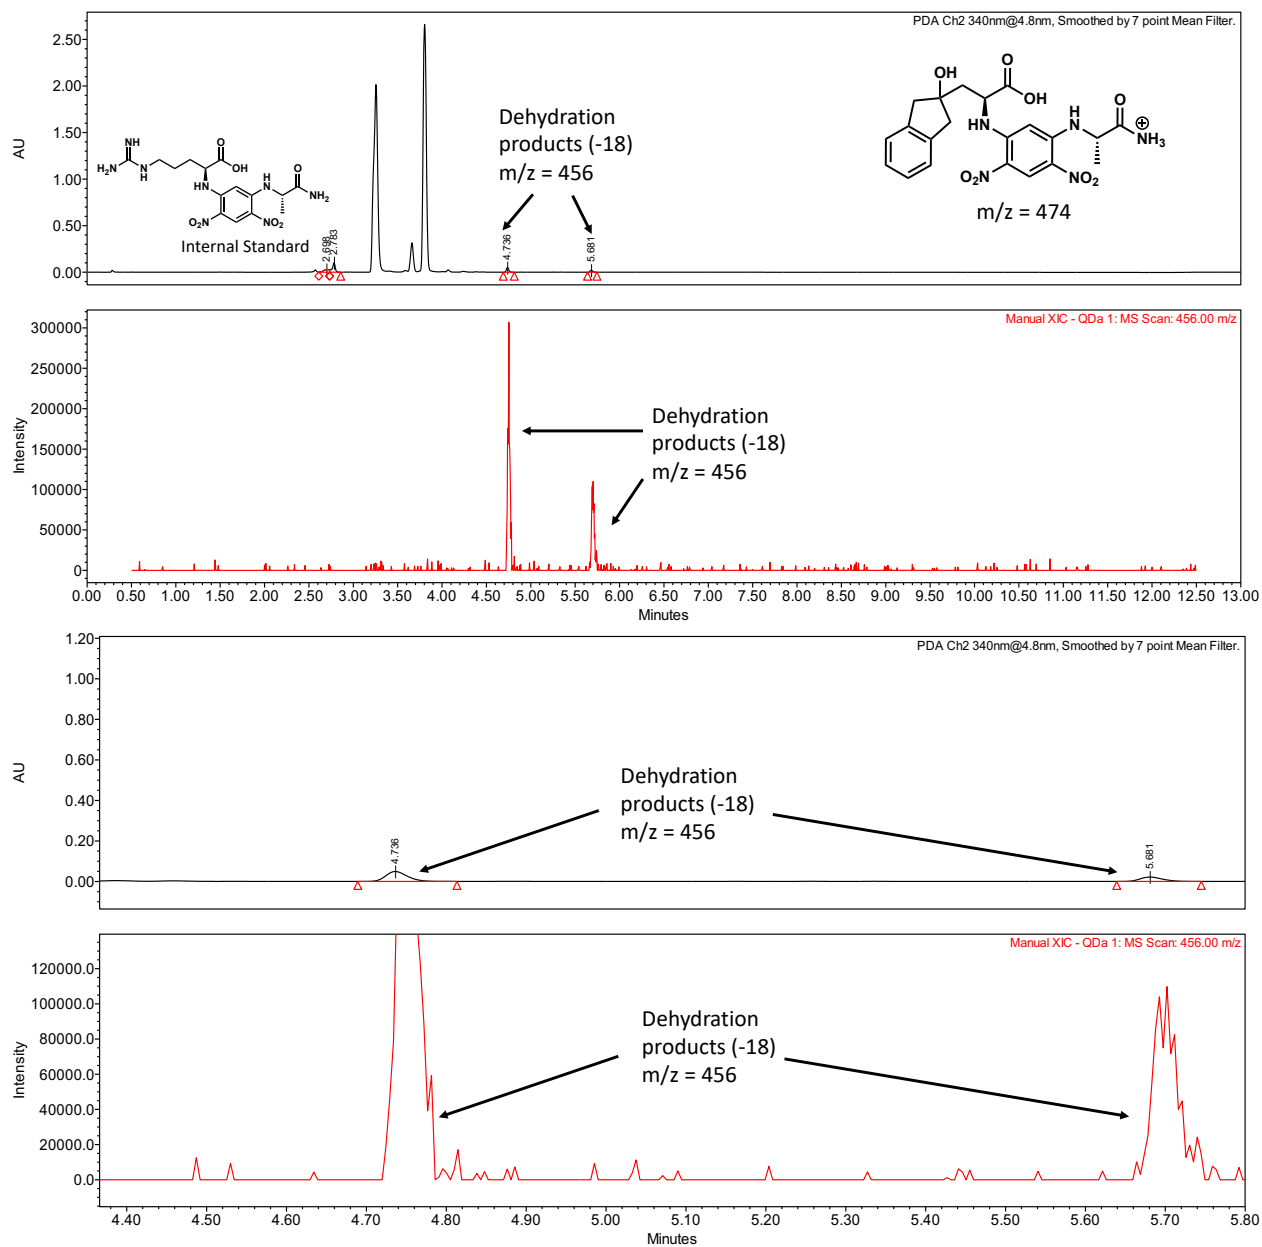 PDA Ch2 340nm@4.8nm, Smoothed by 7 point Mean Filter.
2.50
2.00
1.50
1.00
0.50
0.00
AU
NH
H2N
N
H
O
OH
HN
H
N
O
NH2
O2N
NO2
Internal Standard
2.698
2.783
Dehydration
products (-18)
m/z = 456
4.736
5.681
OH
O
OH
HN
H
N
O
⊕
NH3
O2N
NO2
m/z = 474
Manual XIC - QDa 1: MS Scan: 456.00 m/z
300000
250000
200000
150000
100000
50000
0
Intensity
Dehydration
products (-18)
m/z = 456
0.00 0.50 1.00 1.50 2.00 2.50 3.00 3.50 4.00 4.50 5.00 5.50 6.00 6.50 7.00 7.50 8.00 8.50 9.00 9.50 10.00 10.50 11.00 11.50 12.00 12.50 13.00
Minutes
PDA Ch2 340nm@4.8nm, Smoothed by 7 point Mean Filter.
1.20
1.00
0.80
0.60
0.40
0.20
0.00
AU
Dehydration
products (-18)
m/z = 456
4.736
5.681
Manual XIC - QDa 1: MS Scan: 456.00 m/z
120000.0
100000.0
80000.0
60000.0
40000.0
20000.0
0.0
Intensity
Dehydration
products (-18)
m/z = 456
4.40 4.50 4.60 4.70 4.80 4.90 5.00 5.10 5.20 5.30 5.40 5.50 5.60 5.70 5.80
Minutes